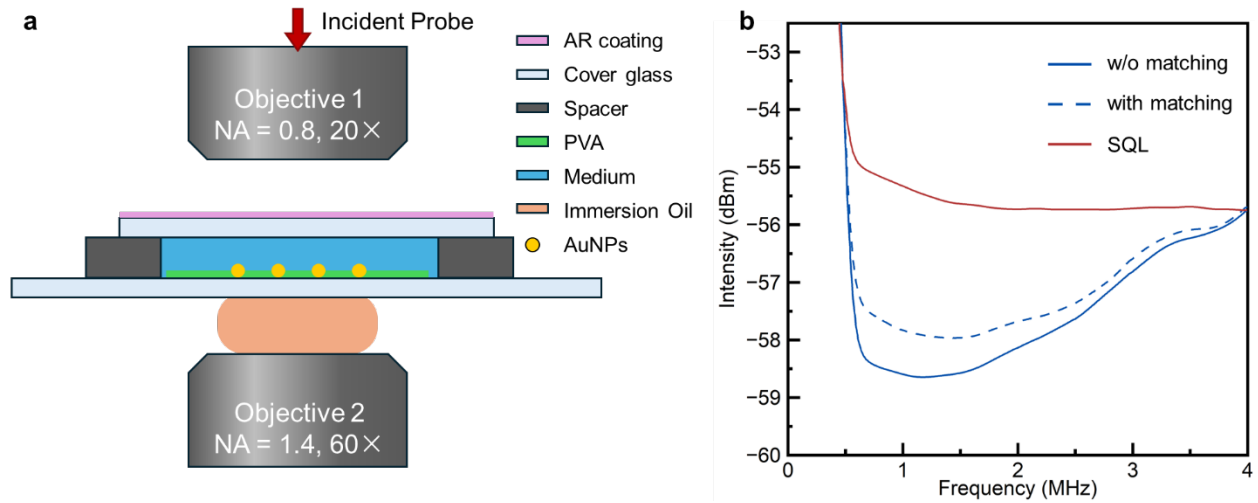 a
Incident Probe
Objective 1
NA = 0.8, 20×
AR coating
Cover glass
Spacer
PVA
Medium
Immersion Oil
AuNPs
Objective 2
NA = 1.4, 60×
b
−53
−54
−55
−56
−57
−58
−59
−60
Intensity (dBm)
w/o matching
with matching
SQL
0
1
2
3
4
Frequency (MHz)